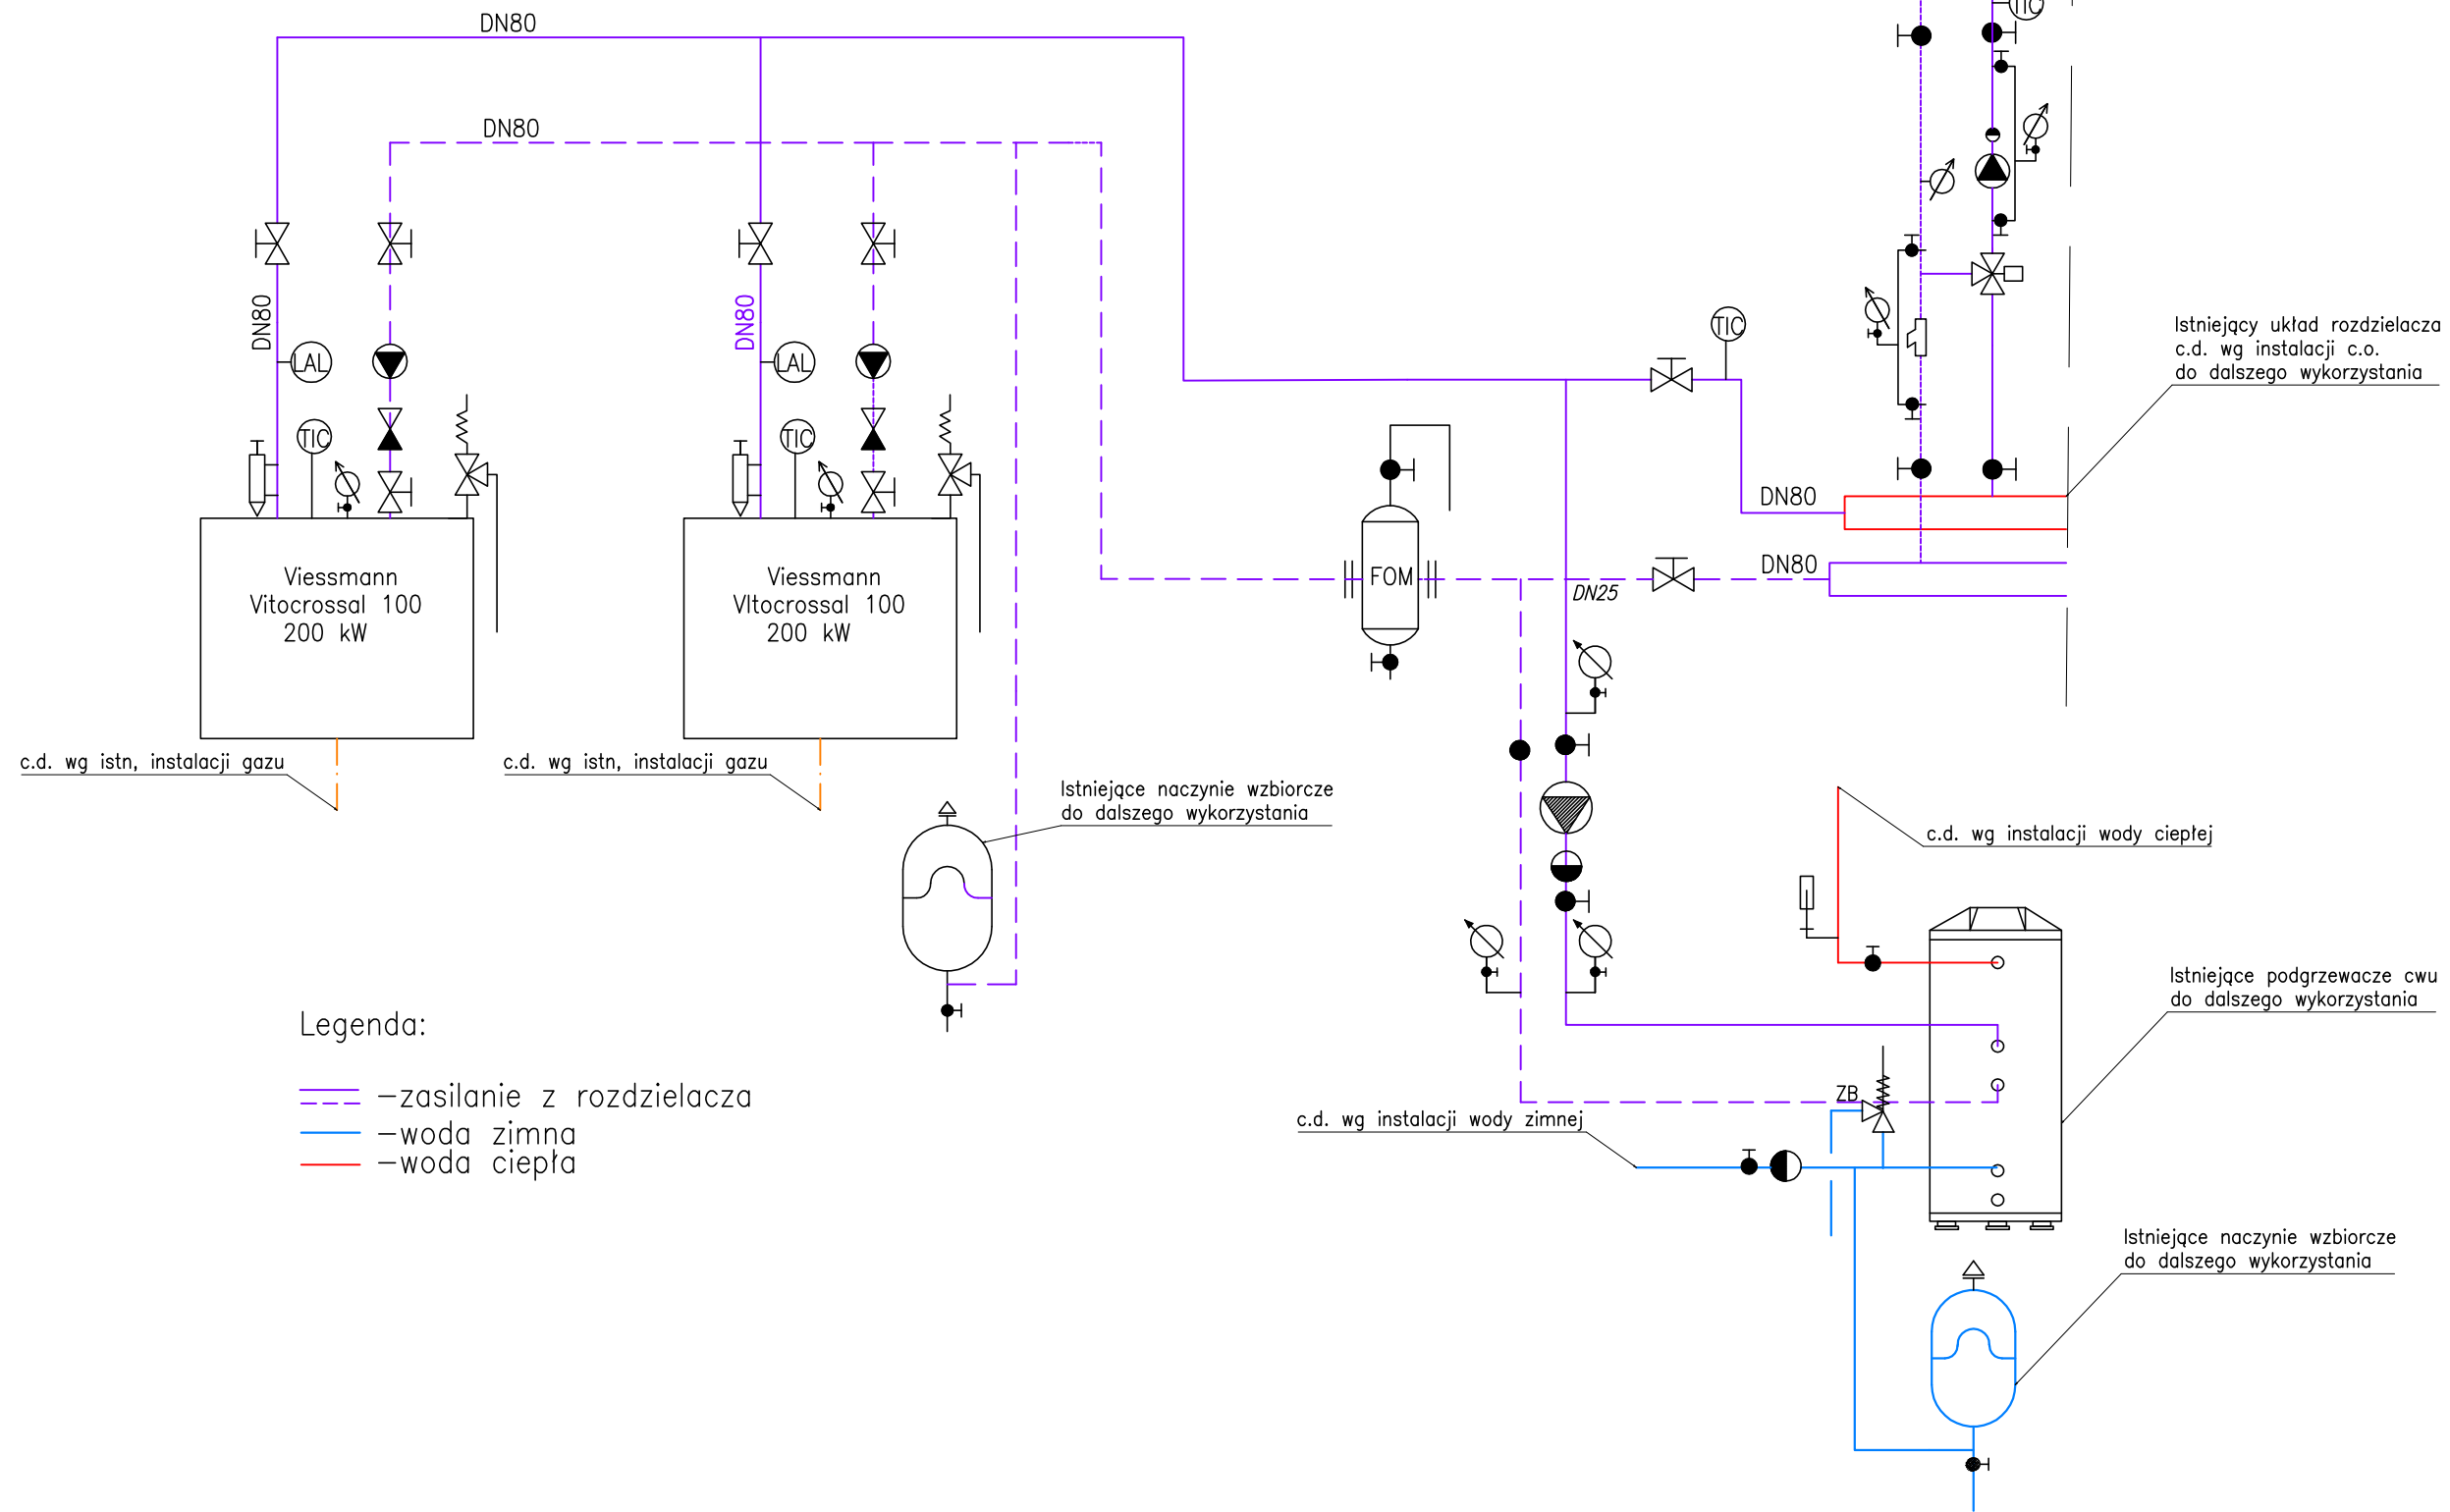 DN80
TIC
DN80
DN80
DN80
LAL
LAL
TIC
TIC
TIC
Istniejący układ rozdzielacza
c.d. wg instalacji c.o.
do dalszego wykorzystania
DN80
DN80
FOM
DN25
Viessmann
Vitocrossal 100
200 kW
Viessmann
VItocrossal 100
200 kW
c.d. wg istn, instalacji gazu
c.d. wg istn, instalacji gazu
Istniejące naczynie wzbiorcze
do dalszego wykorzystania
c.d. wg instalacji wody ciepłej
Istniejące podgrzewacze cwu
do dalszego wykorzystania
Legenda:
-zasilanie z rozdzielacza
-woda zimna
-woda ciepła
ZB
c.d. wg instalacji wody zimnej
Istniejące naczynie wzbiorcze
do dalszego wykorzystania